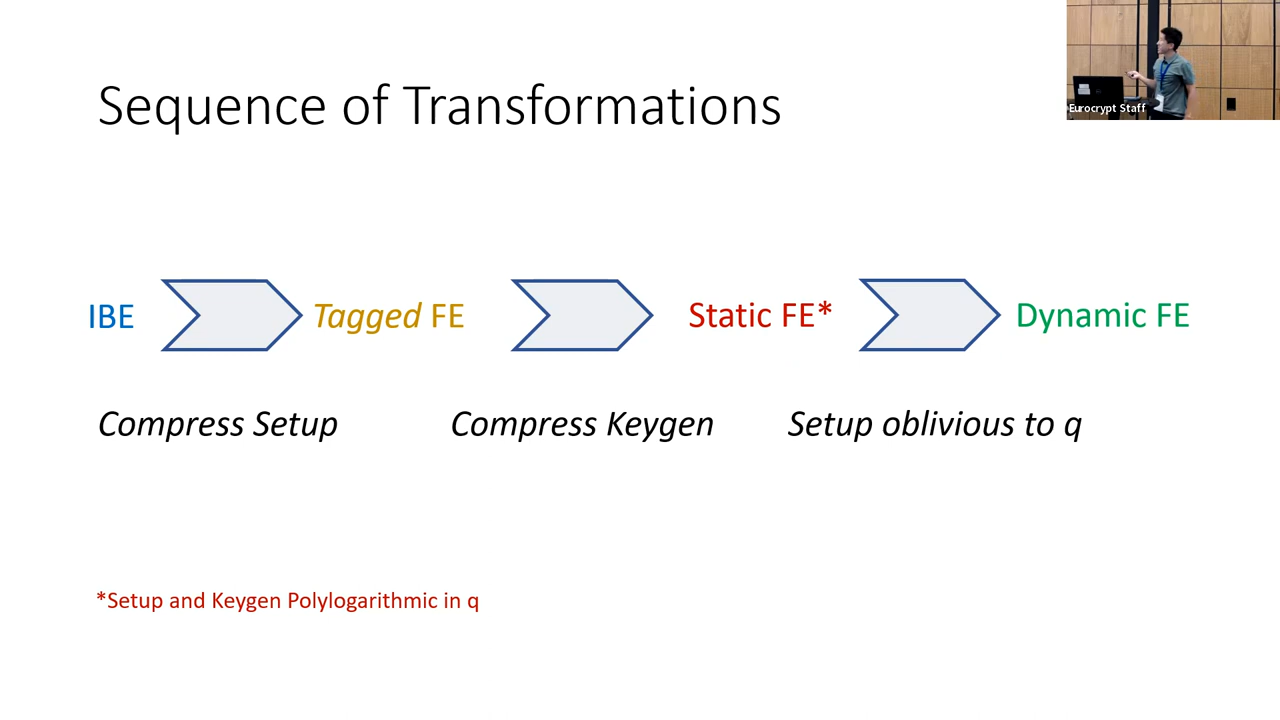 Sequence of Transformations
Eurocrypt Staff
IBE Tagged FE Static FE* Dynamic FE
Compress Setup Compress Keygen Setup oblivious to q
*Setup and Keygen Polylogarithmic in q